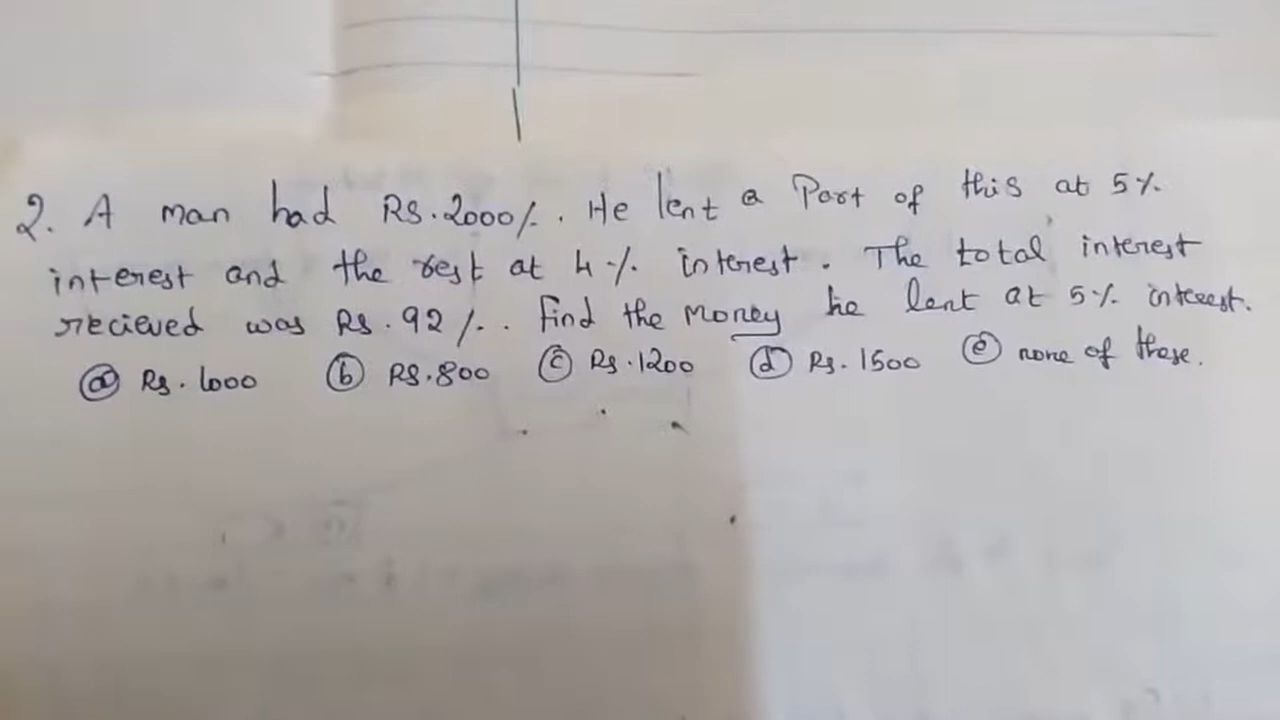 2. A man had Rs.2000/-. He lent a Part of this at 5%
interest and the rest at 4% interest. The total interest
recieved was Rs.92/-. Find the money he lent at 5% interest.
ⓐ Rs.1000 ⓑ RS.800 ⓒ Rs.1200 ⓓ Rs.1500 ⓔ none of these.